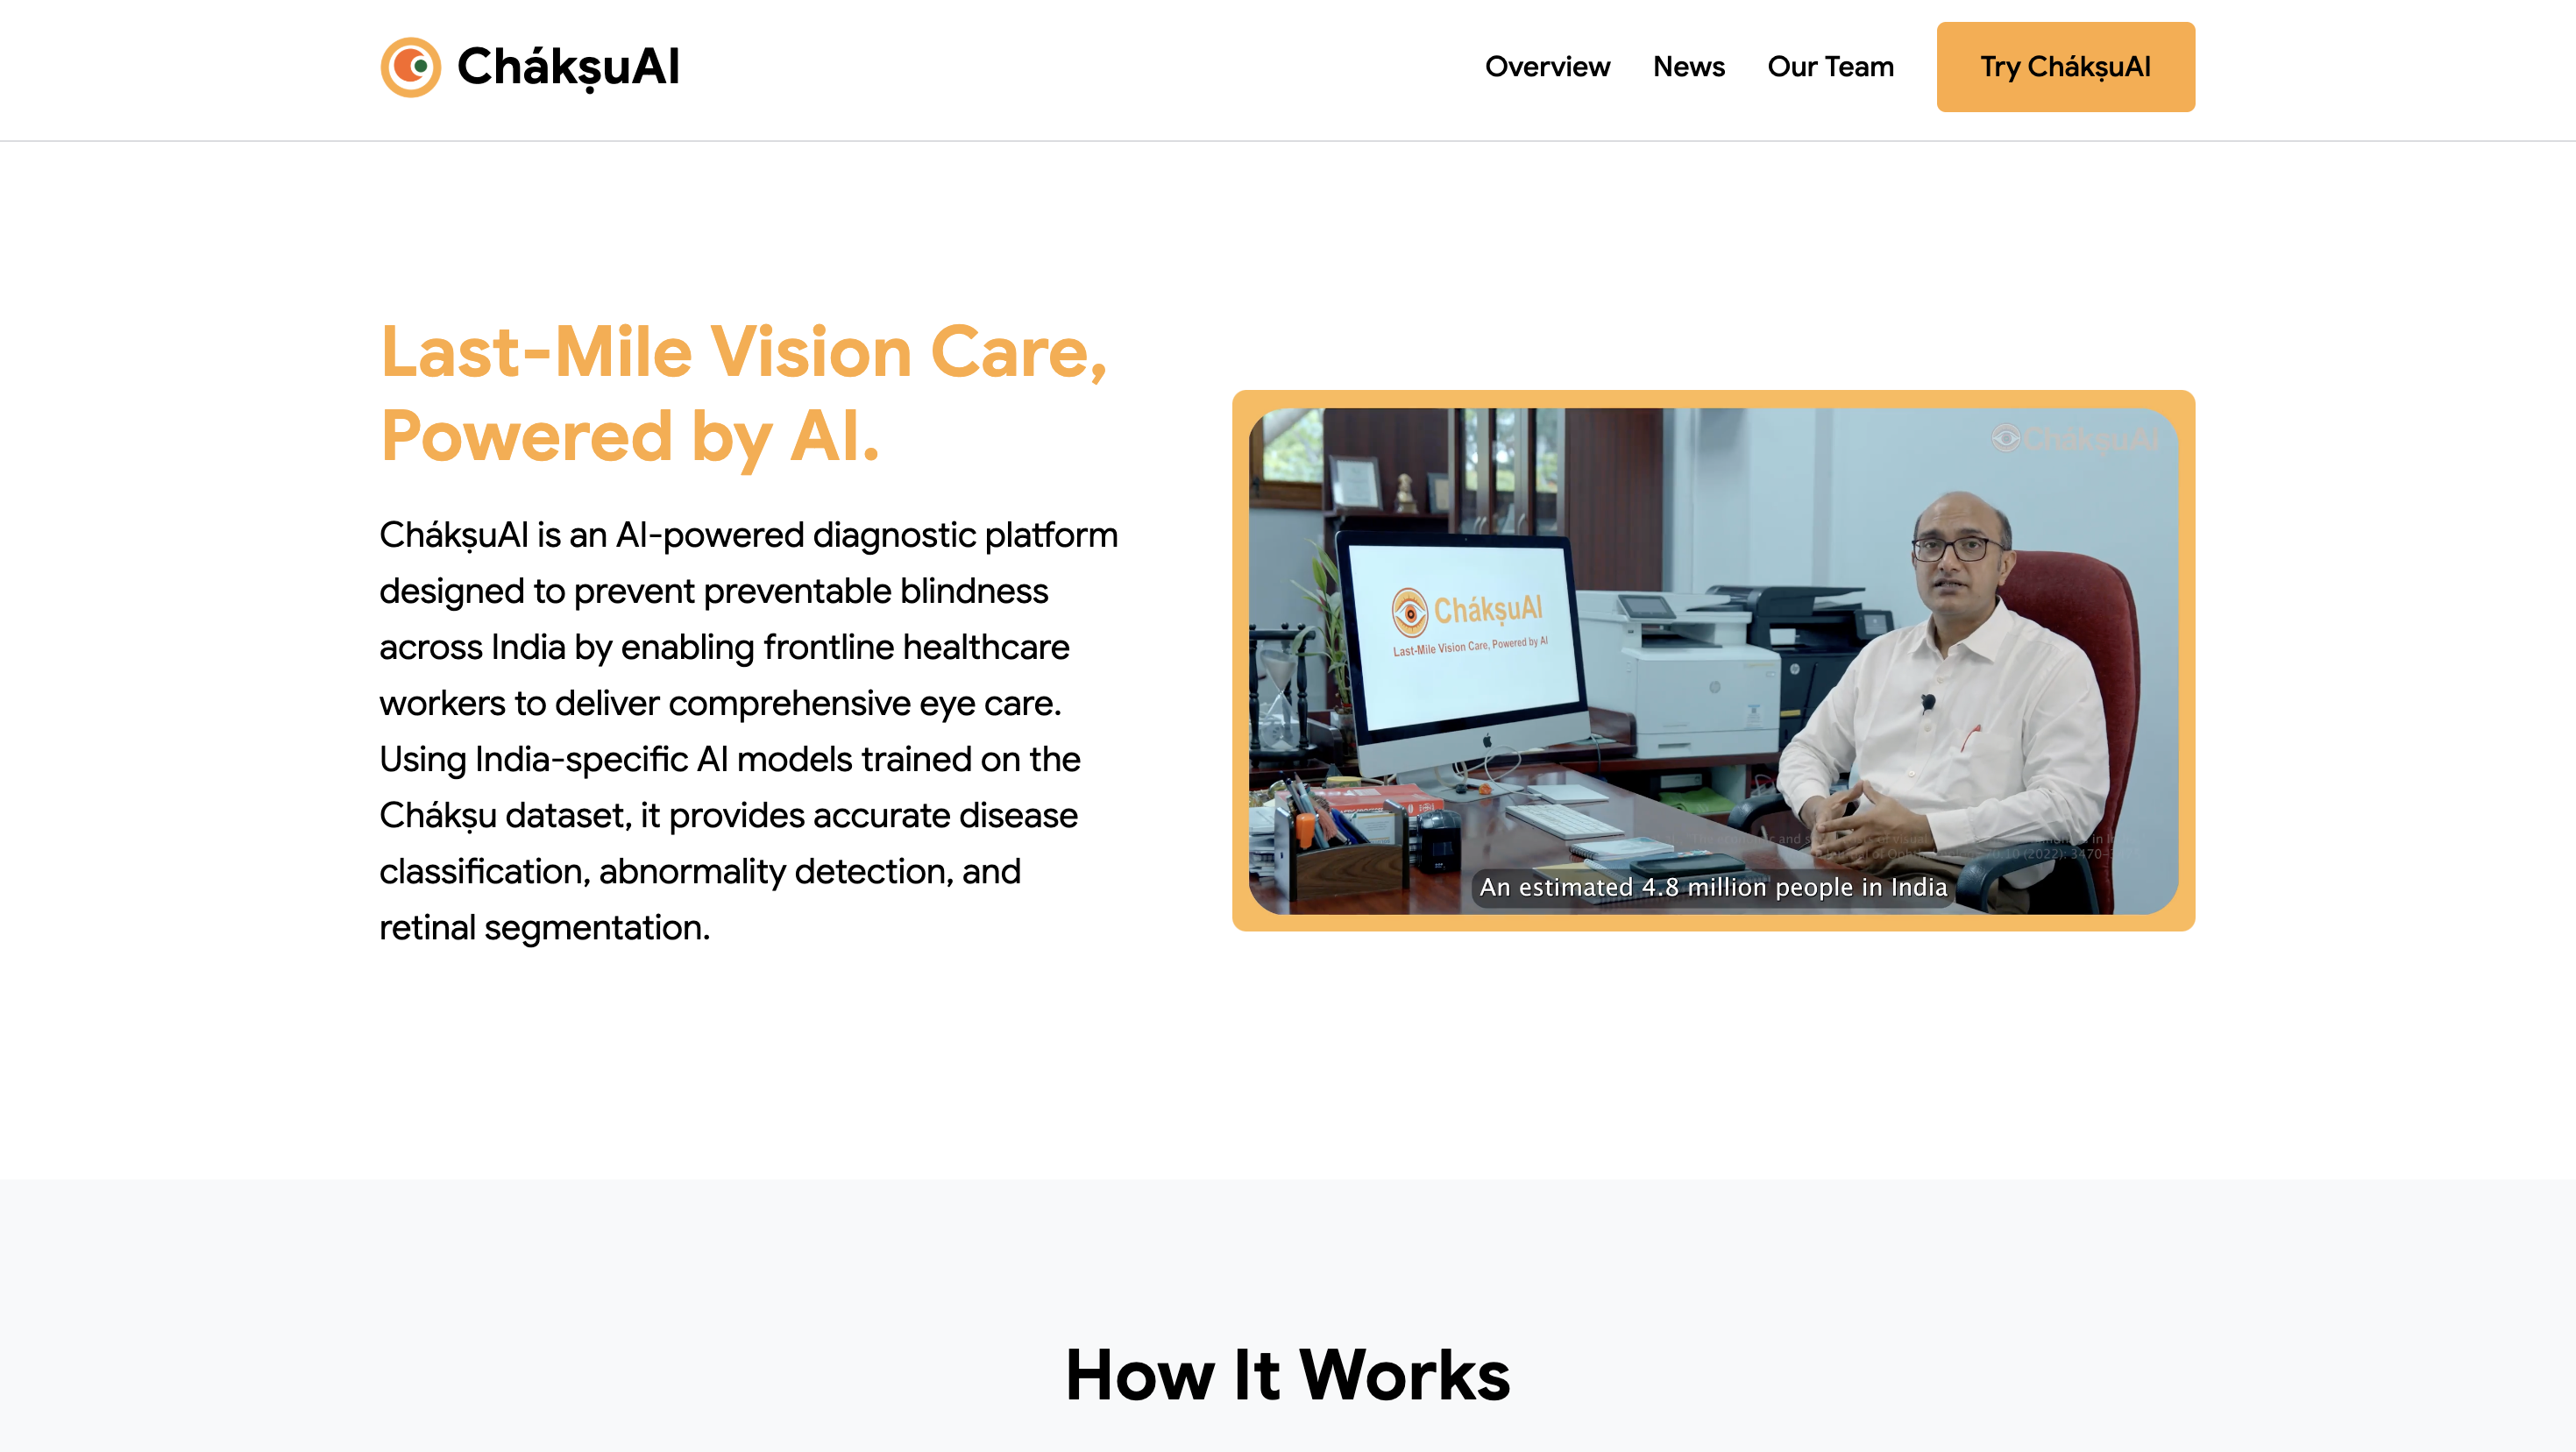 ChákṣuAI
Overview
News
Our Team
Try ChákṣuAI
Last-Mile Vision Care,
Powered by AI.
ChákṣuAI is an AI-powered diagnostic platform
designed to prevent preventable blindness
across India by enabling frontline healthcare
workers to deliver comprehensive eye care.
Using India-specific AI models trained on the
Chákṣu dataset, it provides accurate disease
classification, abnormality detection, and
retinal segmentation.
ChákṣuAI
ChákṣuAI
Last-Mile Vision Care, Powered by AI
An estimated 4.8 million people in India
How It Works